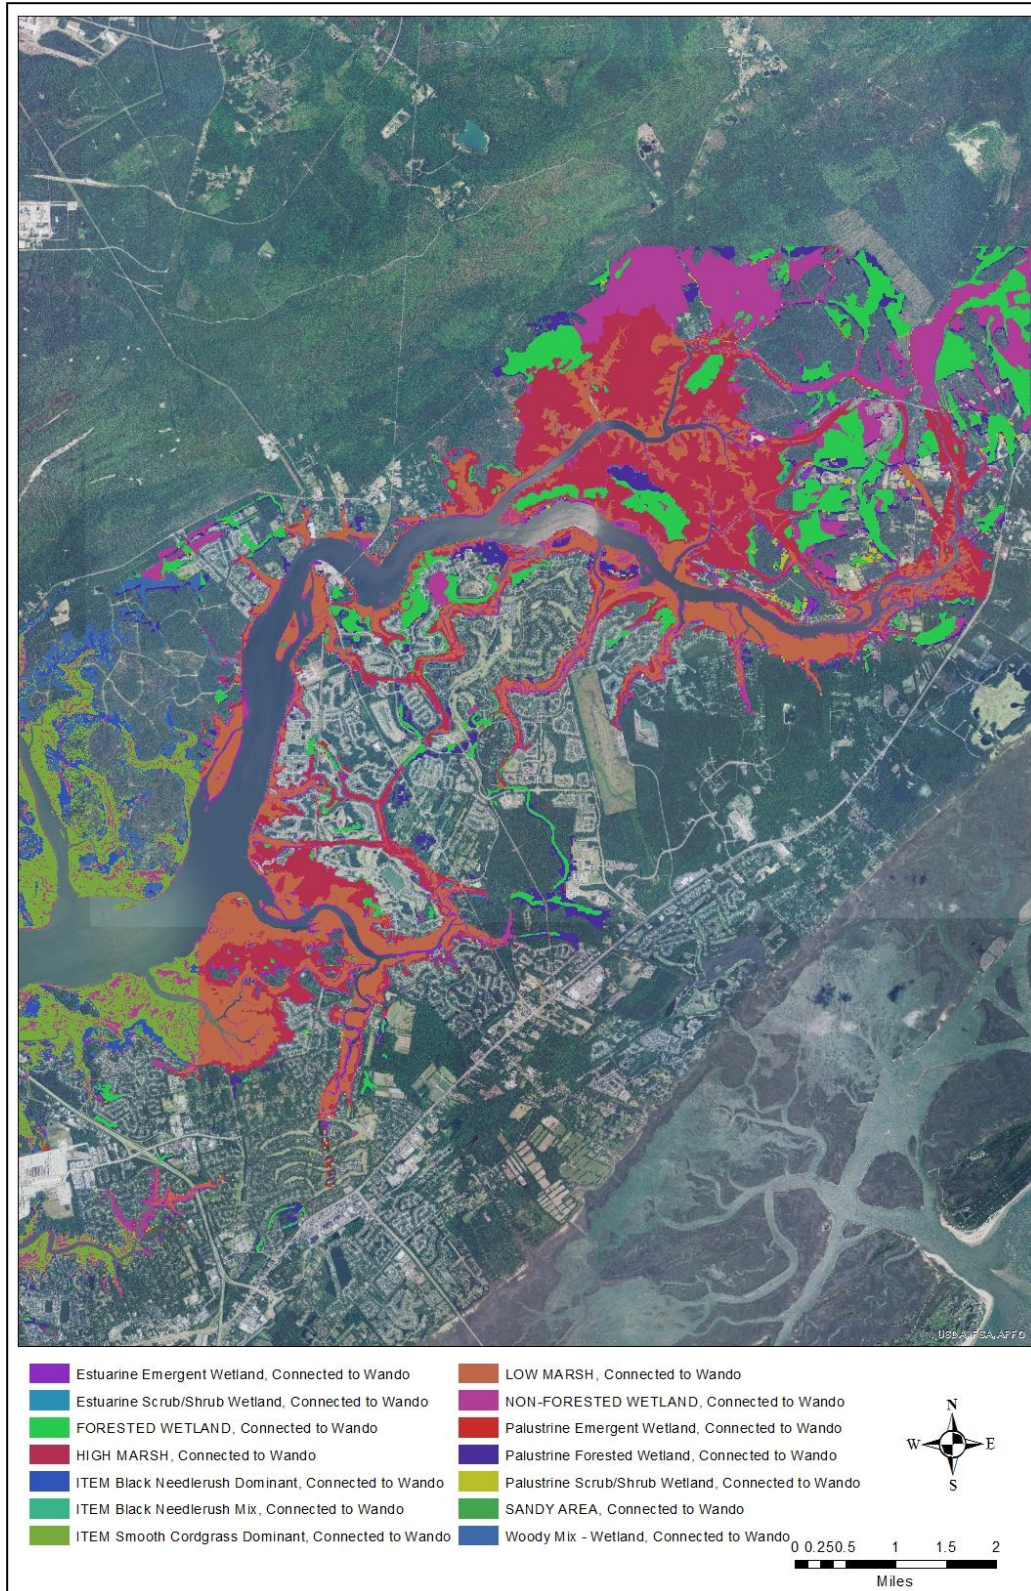 USDA, FSA, APFO
Estuarine Emergent Wetland, Connected to Wando
Estuarine Scrub/Shrub Wetland, Connected to Wando
FORESTED WETLAND, Connected to Wando
HIGH MARSH, Connected to Wando
ITEM Black Needlerush Dominant, Connected to Wando
ITEM Black Needlerush Mix, Connected to Wando
ITEM Smooth Cordgrass Dominant, Connected to Wando
LOW MARSH, Connected to Wando
NON-FORESTED WETLAND, Connected to Wando
Palustrine Emergent Wetland, Connected to Wando
Palustrine Forested Wetland, Connected to Wando
Palustrine Scrub/Shrub Wetland, Connected to Wando
SANDY AREA, Connected to Wando
Woody Mix - Wetland, Connected to Wando
N
W E
S
0 0.25 0.5 1 1.5 2
Miles